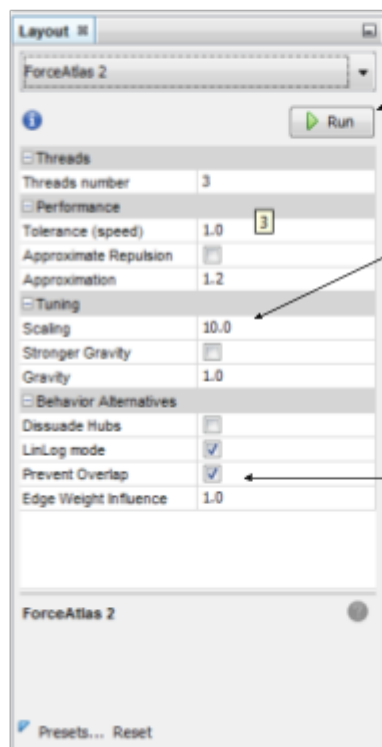 Layout
ForceAtlas 2
Run
Threads
Threads number 3
Performance
Tolerance (speed) 1.0
3
Approximate Repulsion
Approximation 1.2
Tuning
Scaling 10.0
Stronger Gravity
Gravity 1.0
Behavior Alternatives
Dissuade Hubs
LinLog mode
Prevent Overlap
Edge Weight Influence 1.0
ForceAtlas 2
Presets... Reset